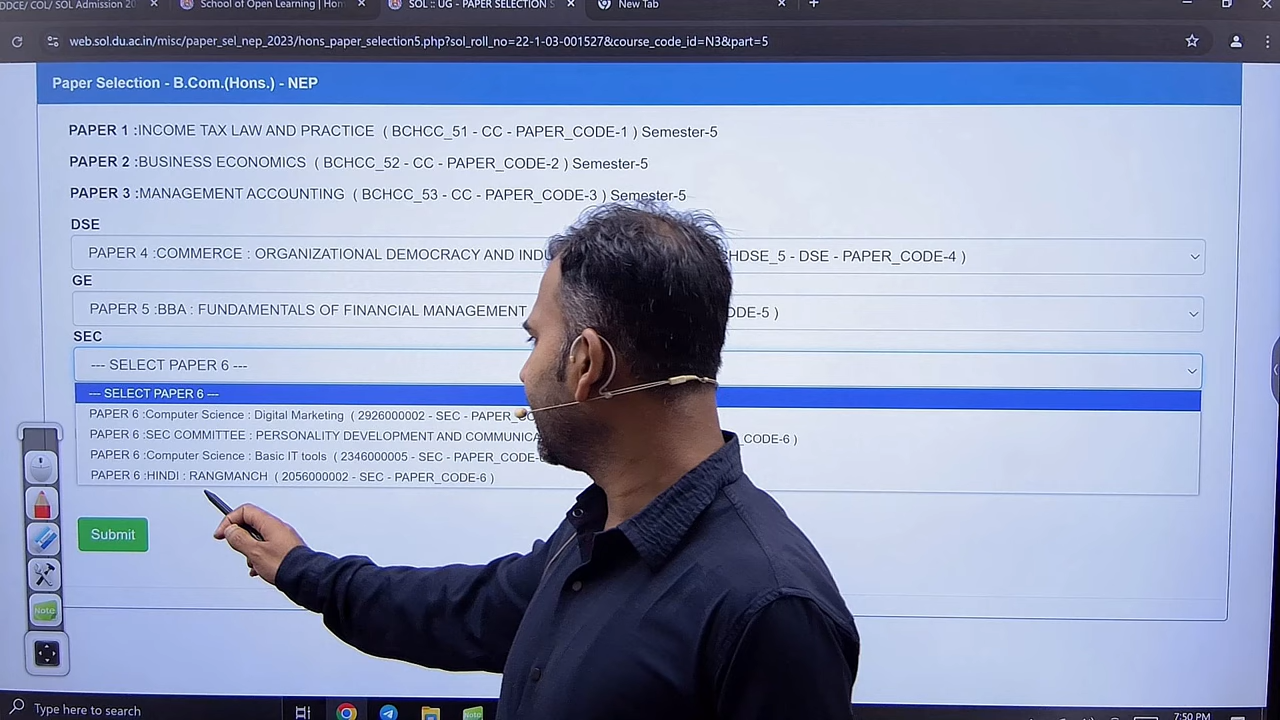 DDCE/ COL/ SOL Admission 20
School of Open Learning | Hom
SOL :: UG - PAPER SELECTION S
New Tab
web.sol.du.ac.in/misc/paper_sel_nep_2023/hons_paper_selection5.php?sol_roll_no=22-1-03-001527&course_code_id=N3&part=5
Paper Selection - B.Com.(Hons.) - NEP
PAPER 1 :INCOME TAX LAW AND PRACTICE ( BCHCC_51 - CC - PAPER_CODE-1 ) Semester-5
PAPER 2 :BUSINESS ECONOMICS ( BCHCC_52 - CC - PAPER_CODE-2 ) Semester-5
PAPER 3 :MANAGEMENT ACCOUNTING ( BCHCC_53 - CC - PAPER_CODE-3 ) Semester-5
DSE
PAPER 4 :COMMERCE : ORGANIZATIONAL DEMOCRACY AND INDU HDSE_5 - DSE - PAPER_CODE-4 )
GE
PAPER 5 :BBA : FUNDAMENTALS OF FINANCIAL MANAGEMENT ODE-5 )
SEC
--- SELECT PAPER 6 ---
--- SELECT PAPER 6 ---
PAPER 6 :Computer Science : Digital Marketing ( 2926000002 - SEC - PAPER_CO
PAPER 6 :SEC COMMITTEE : PERSONALITY DEVELOPMENT AND COMMUNICA _CODE-6 )
PAPER 6 :Computer Science : Basic IT tools ( 2346000005 - SEC - PAPER_CODE-6
PAPER 6 :HINDI : RANGMANCH ( 2056000002 - SEC - PAPER_CODE-6 )
Submit
Note
Type here to search
Note
7:50 PM